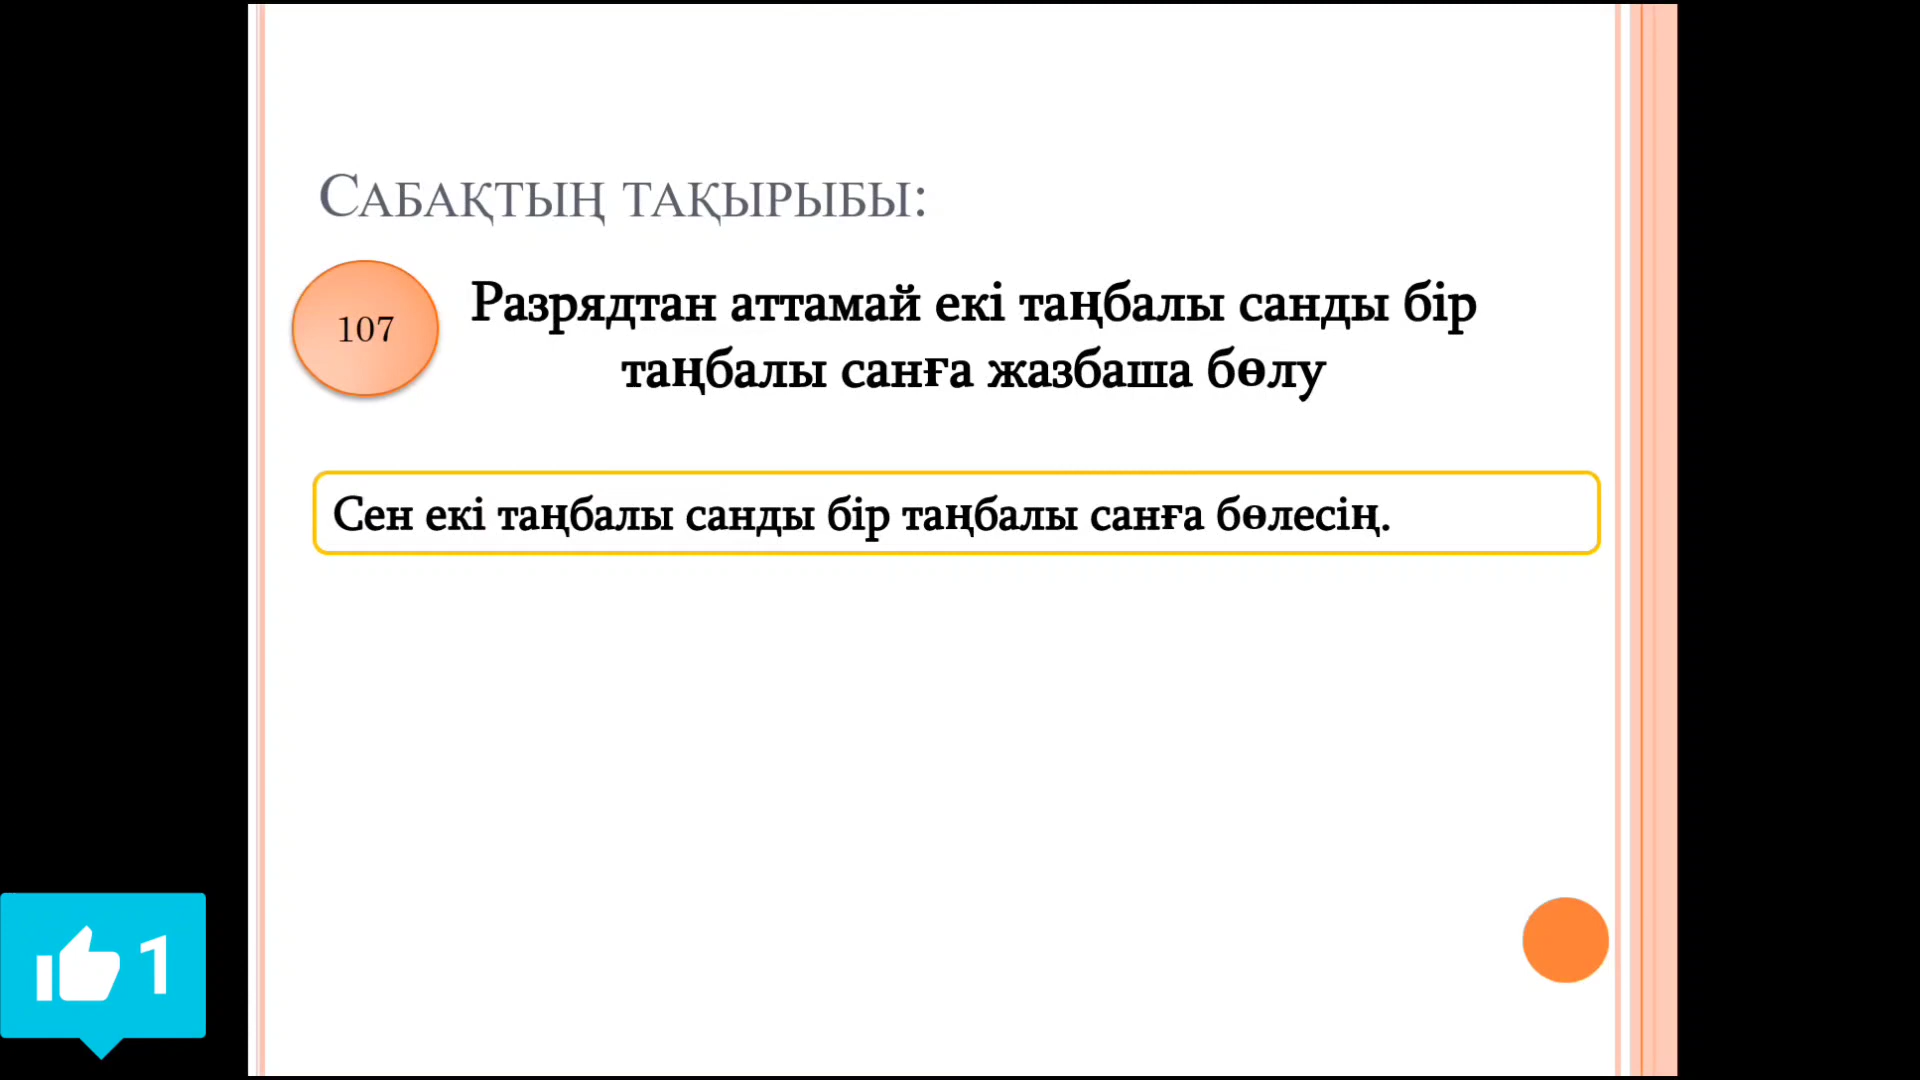 САБАҚТЫҢ ТАҚЫРЫБЫ:
107
Разрядтан аттамай екі таңбалы санды бір
таңбалы санға жазбаша бөлу
Сен екі таңбалы санды бір таңбалы санға бөлесің.
1